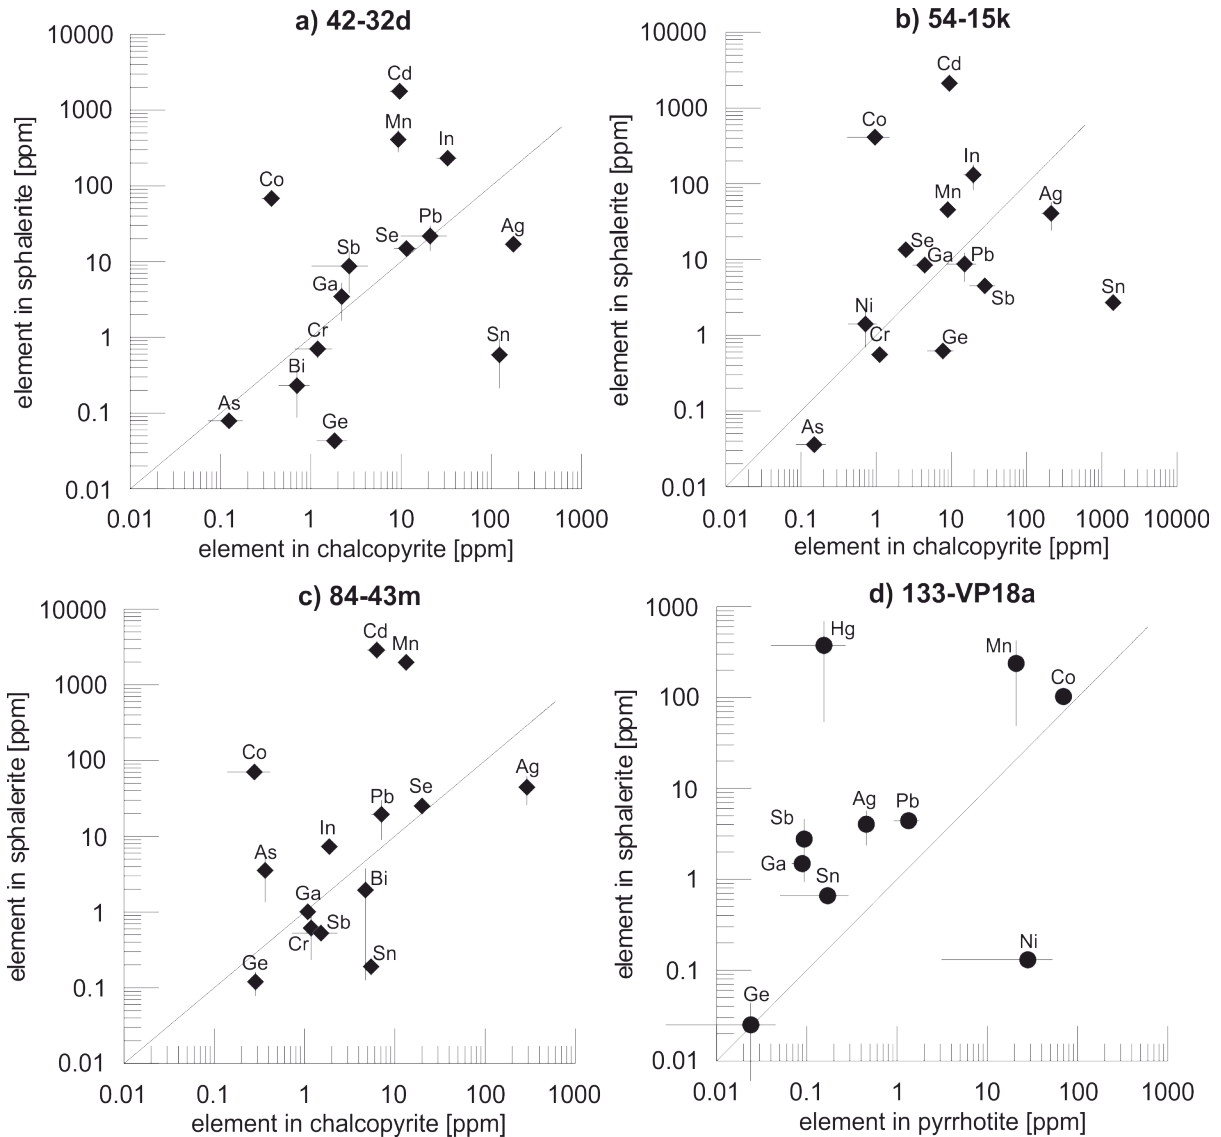 a) 42-32d
10000
1000
100
10
1
0.1
0.01
element in sphalerite [ppm]
Cd
Mn
In
Co
Pb
Ag
Se
Sb
Ga
Cr
Sn
Bi
As
Ge
0.01 0.1 1 10 100 1000
element in chalcopyrite [ppm]
b) 54-15k
10000
1000
100
10
1
0.1
0.01
element in sphalerite [ppm]
Cd
Co
In
Mn
Ag
Se
Ga
Pb
Sb
Sn
Ni
Cr
Ge
As
0.01 0.1 1 10 100 1000 10000
element in chalcopyrite [ppm]
c) 84-43m
10000
1000
100
10
1
0.1
0.01
element in sphalerite [ppm]
Cd
Mn
Co
Ag
Se
Pb
In
As
Bi
Ga
Sb
Cr
Sn
Ge
0.01 0.1 1 10 100 1000
element in chalcopyrite [ppm]
d) 133-VP18a
1000
100
10
1
0.1
0.01
element in sphalerite [ppm]
Hg
Mn
Co
Ag
Pb
Sb
Ga
Sn
Ni
Ge
0.01 0.1 1 10 100 1000
element in pyrrhotite [ppm]